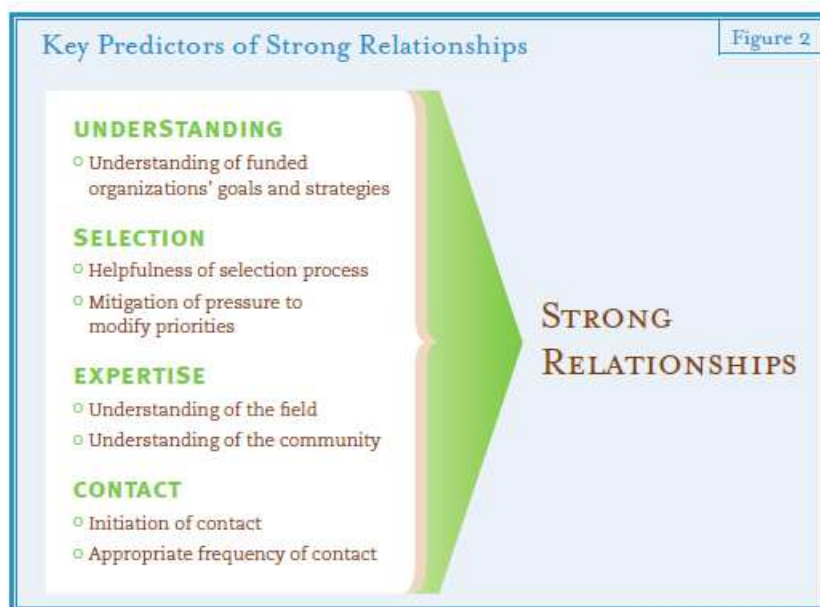 Key Predictors of Strong Relationships
Figure 2
UNDERSTANDING
Understanding of funded
organizations' goals and strategies
SELECTION
Helpfulness of selection process
Mitigation of pressure to
modify priorities
EXPERTISE
Understanding of the field
Understanding of the community
CONTACT
Initiation of contact
Appropriate frequency of contact
STRONG
RELATIONSHIPS